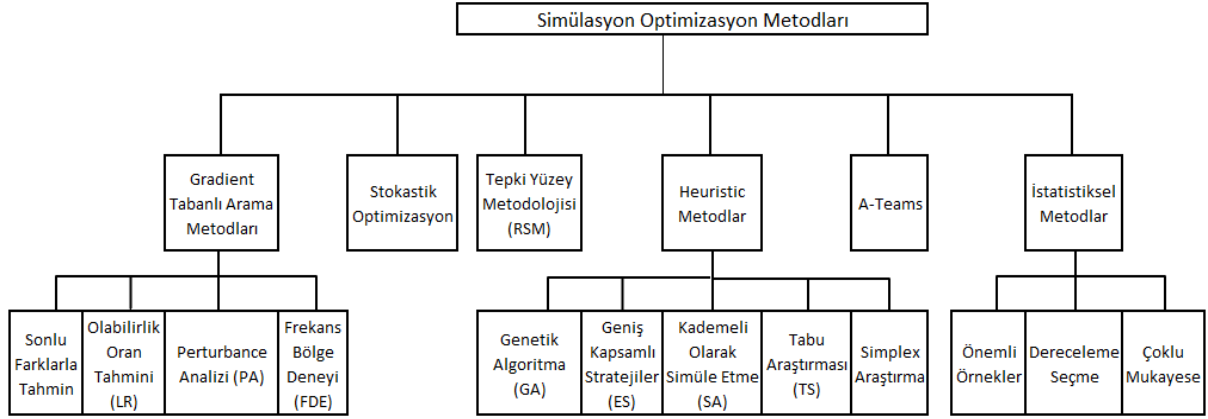 Simülasyon Optimizasyon Metodları
Gradient
Tabanlı Arama
Metodları
Stokastik
Optimizasyon
Tepki Yüzey
Metodolojisi
(RSM)
Heuristic
Metodlar
A-Teams
İstatistiksel
Metodlar
Sonlu
Farklarla
Tahmin
Olabilirlik
Oran
Tahmini
(LR)
Perturbance
Analizi (PA)
Frekans
Bölge
Deneyi
(FDE)
Genetik
Algoritma
(GA)
Geniş
Kapsamlı
Stratejiler
(ES)
Kademeli
Olarak
Simüle Etme
(SA)
Tabu
Araştırması
(TS)
Simplex
Araştırma
Önemli
Örnekler
Dereceleme
Seçme
Çoklu
Mukayese